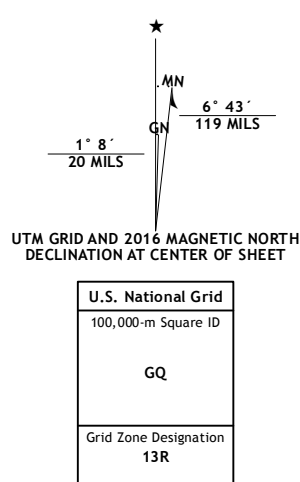 ★
MN
GN
6° 43´
119 MILS
1° 8´
20 MILS
UTM GRID AND 2016 MAGNETIC NORTH
DECLINATION AT CENTER OF SHEET
U.S. National Grid
100,000-m Square ID
GQ
Grid Zone Designation
13R